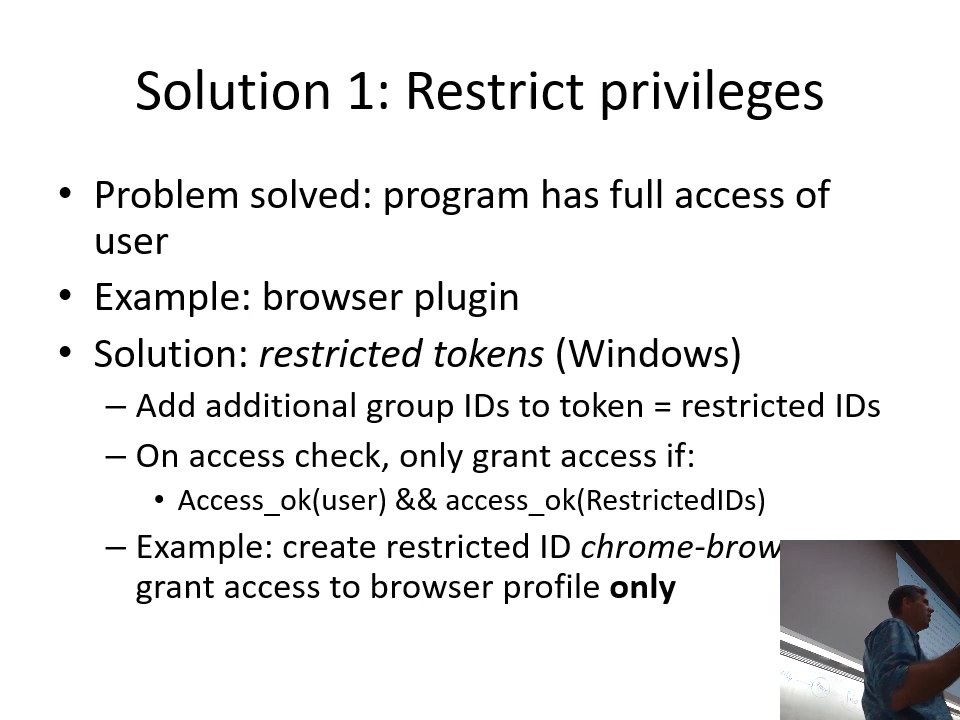 Solution 1: Restrict privileges
• Problem solved: program has full access of
user
• Example: browser plugin
• Solution: restricted tokens (Windows)
– Add additional group IDs to token = restricted IDs
– On access check, only grant access if:
• Access_ok(user) && access_ok(RestrictedIDs)
– Example: create restricted ID
grant access to browser profile only